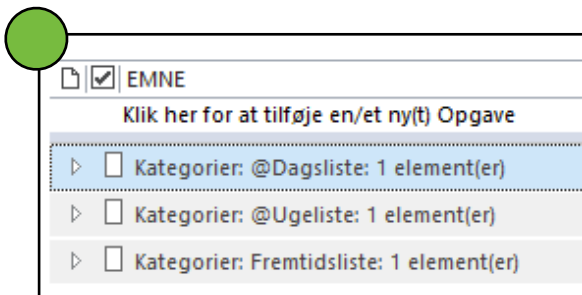 EMNE
Klik her for at tilføje en/et ny(t) Opgave
Kategorier: @Dagsliste: 1 element(er)
Kategorier: @Ugeliste: 1 element(er)
Kategorier: Fremtidsliste: 1 element(er)